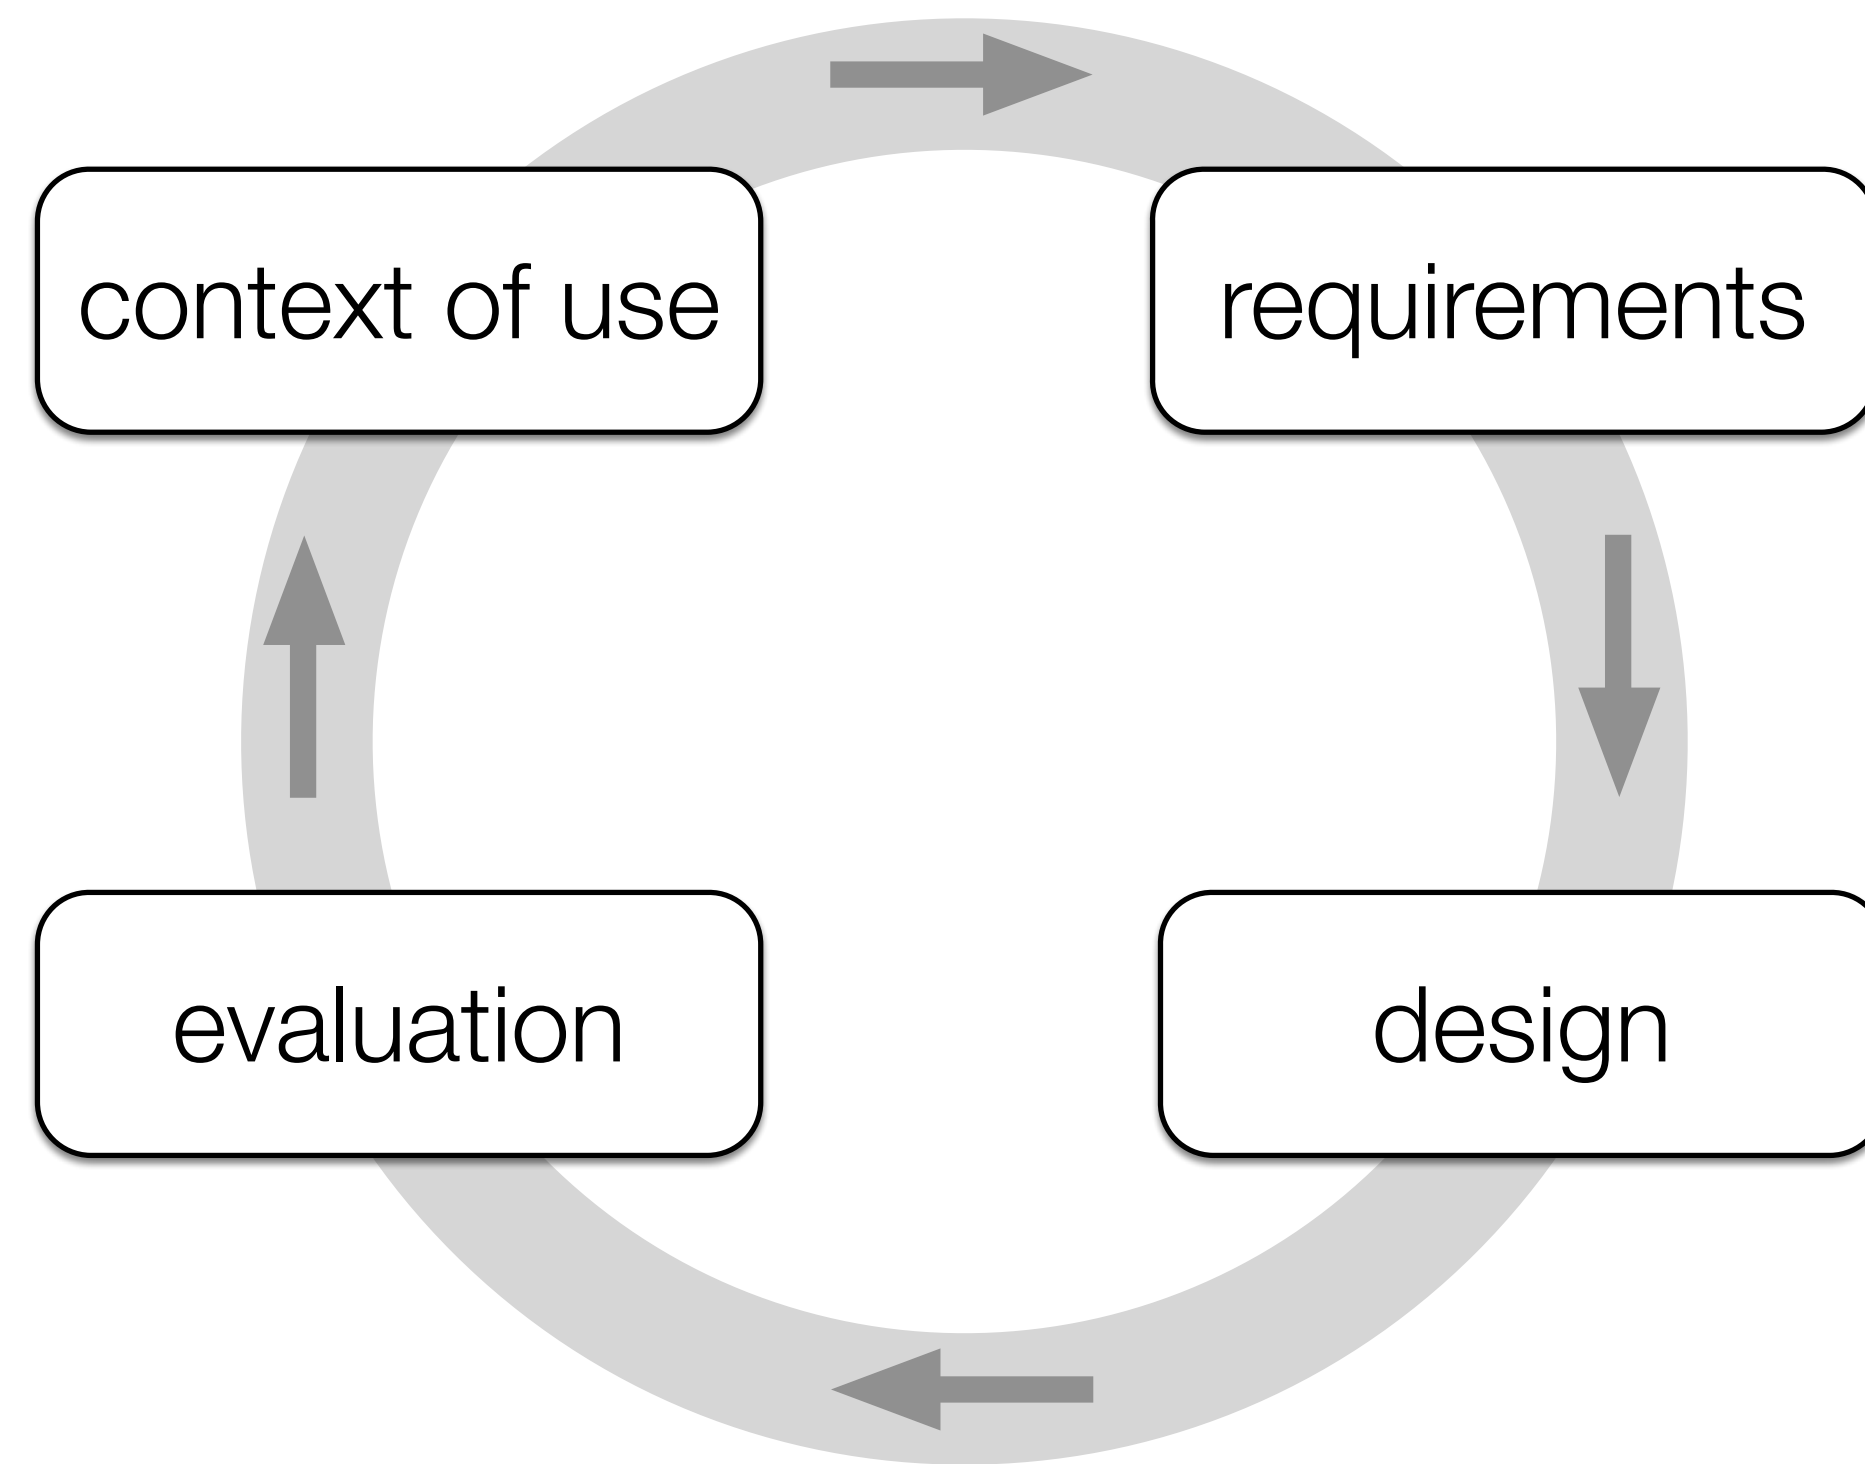 context of use
requirements
evaluation
design